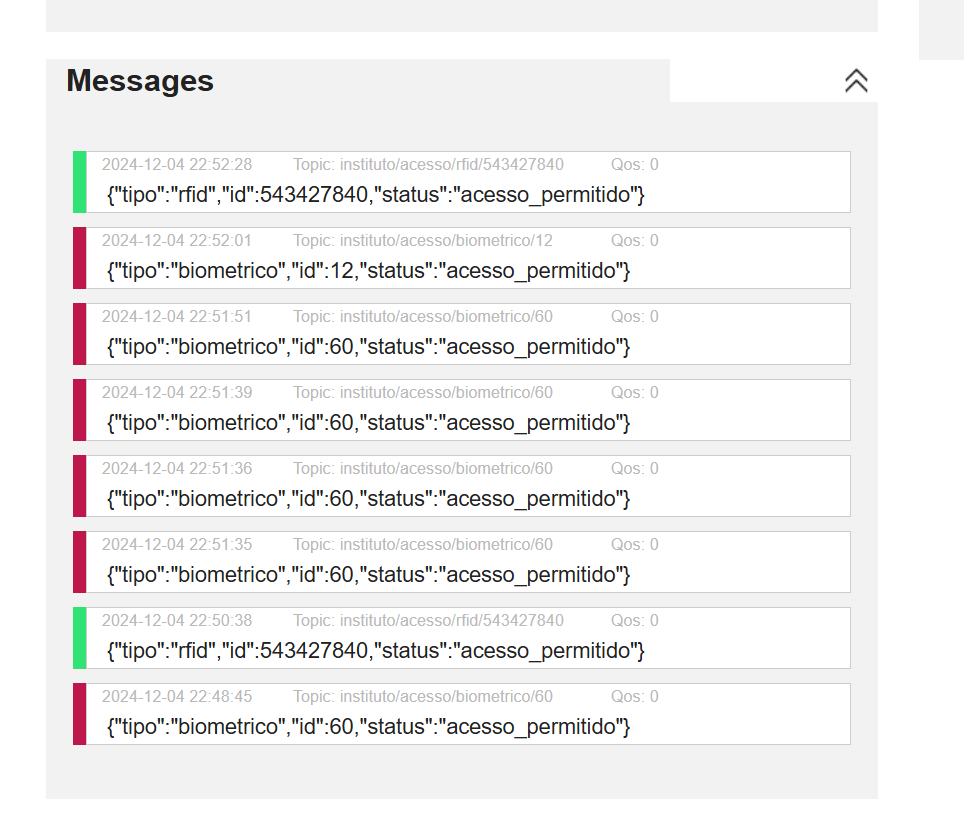 Messages
2024-12-04 22:52:28 Topic: instituto/acesso/rfid/543427840 Qos: 0
{"tipo":"rfid","id":543427840,"status":"acesso_permitido"}
2024-12-04 22:52:01 Topic: instituto/acesso/biometrico/12 Qos: 0
{"tipo":"biometrico","id":12,"status":"acesso_permitido"}
2024-12-04 22:51:51 Topic: instituto/acesso/biometrico/60 Qos: 0
{"tipo":"biometrico","id":60,"status":"acesso_permitido"}
2024-12-04 22:51:39 Topic: instituto/acesso/biometrico/60 Qos: 0
{"tipo":"biometrico","id":60,"status":"acesso_permitido"}
2024-12-04 22:51:36 Topic: instituto/acesso/biometrico/60 Qos: 0
{"tipo":"biometrico","id":60,"status":"acesso_permitido"}
2024-12-04 22:51:35 Topic: instituto/acesso/biometrico/60 Qos: 0
{"tipo":"biometrico","id":60,"status":"acesso_permitido"}
2024-12-04 22:50:38 Topic: instituto/acesso/rfid/543427840 Qos: 0
{"tipo":"rfid","id":543427840,"status":"acesso_permitido"}
2024-12-04 22:48:45 Topic: instituto/acesso/biometrico/60 Qos: 0
{"tipo":"biometrico","id":60,"status":"acesso_permitido"}